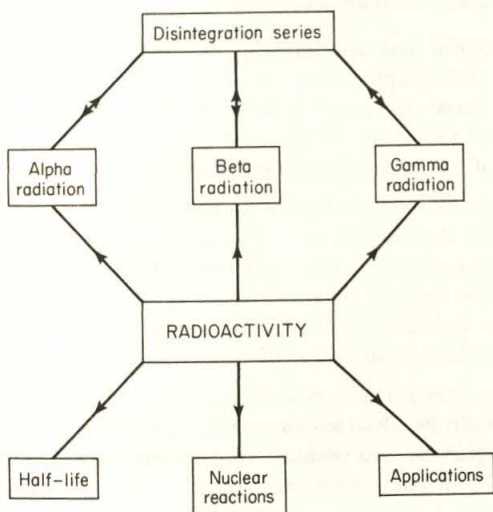 Disintegration series
Alpha
radiation
Beta
radiation
Gamma
radiation
RADIOACTIVITY
Half-life
Nuclear
reactions
Applications